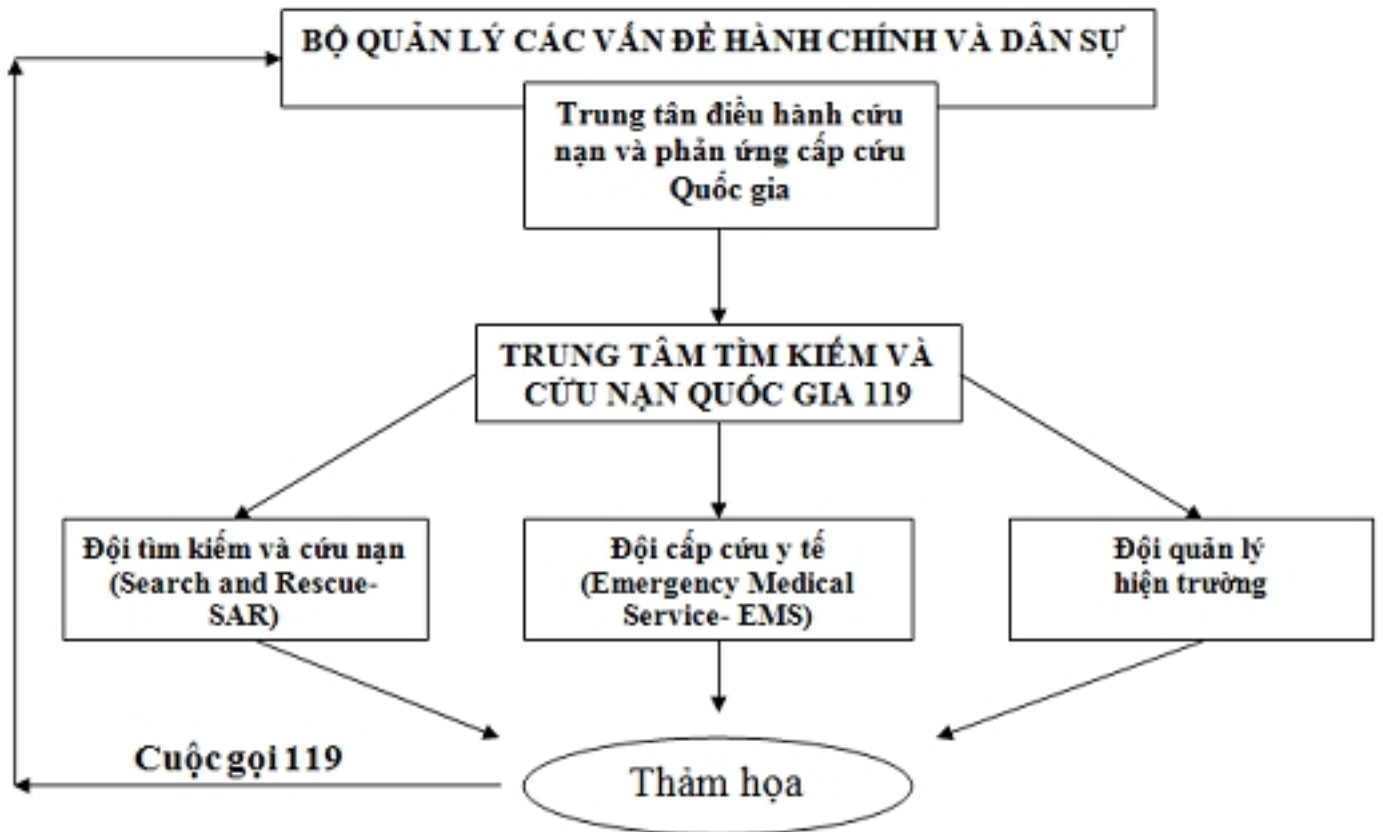 BỘ QUẢN LÝ CÁC VẤN ĐỀ HÀNH CHÍNH VÀ DÂN SỰ
Trung tân điều hành cứu
nạn và phản ứng cấp cứu
Quốc gia
TRUNG TÂM TÌM KIẾM VÀ
CỨU NẠN QUỐC GIA 119
Đội tìm kiếm và cứu nạn
(Search and Rescue-
SAR)
Đội cấp cứu y tế
(Emergency Medical
Service- EMS)
Đội quản lý
hiện trường
Cuộc gọi 119
Thảm họa